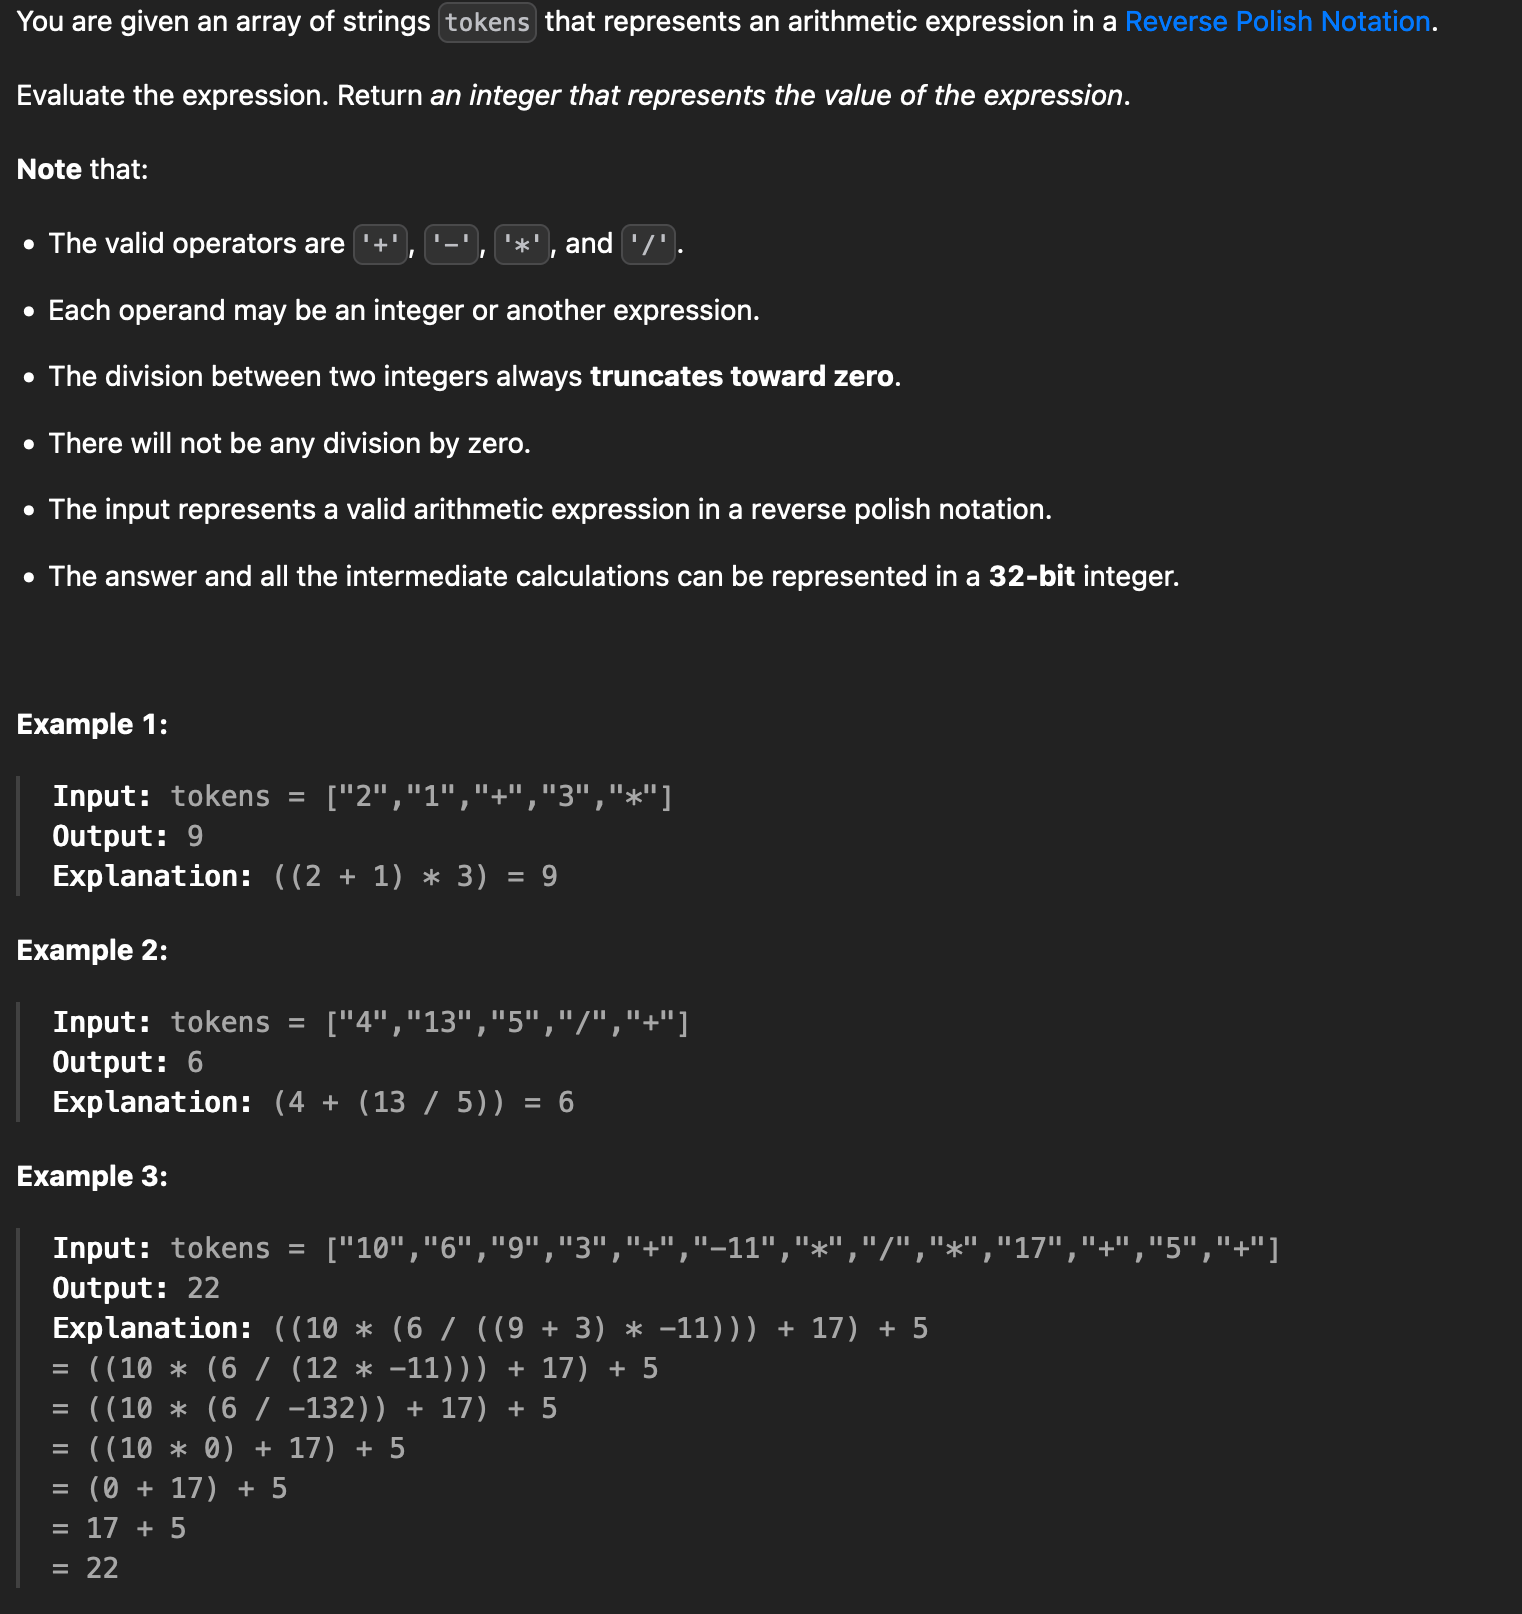 You are given an array of strings tokens that represents an arithmetic expression in a Reverse Polish Notation.
Evaluate the expression. Return an integer that represents the value of the expression.
Note that:
• The valid operators are '+', '-', '*', and '/'.
• Each operand may be an integer or another expression.
• The division between two integers always truncates toward zero.
• There will not be any division by zero.
• The input represents a valid arithmetic expression in a reverse polish notation.
• The answer and all the intermediate calculations can be represented in a 32-bit integer.
Example 1:
Input: tokens = ["2","1","+","3","*"]
Output: 9
Explanation: ((2 + 1) * 3) = 9
Example 2:
Input: tokens = ["4","13","5","/","+"]
Output: 6
Explanation: (4 + (13 / 5)) = 6
Example 3:
Input: tokens = ["10","6","9","3","+","-11","*","/","*","17","+","5","+"]
Output: 22
Explanation: ((10 * (6 / ((9 + 3) * -11))) + 17) + 5
= ((10 * (6 / (12 * -11))) + 17) + 5
= ((10 * (6 / -132)) + 17) + 5
= ((10 * 0) + 17) + 5
= (0 + 17) + 5
= 17 + 5
= 22